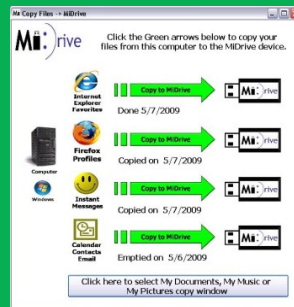 Mi Copy Files -> MiDrive
Mi:)rive
Click the Green arrows below to copy your
files from this computer to the MiDrive device.
Internet
Explorer
Favorites
Copy to MiDrive
Mi:)rive
Done 5/7/2009
Firefox
Profiles
Copy to MiDrive
Mi:)rive
Copied on 5/7/2009
Computer
Windows
Instant
Messages
Copy to MiDrive
Mi:)rive
Copied on 5/7/2009
Calender
Contacts
Email
Copy to MiDrive
Mi:)rive
Emptied on 5/6/2009
Click here to select My Documents, My Music or
My Pictures copy window